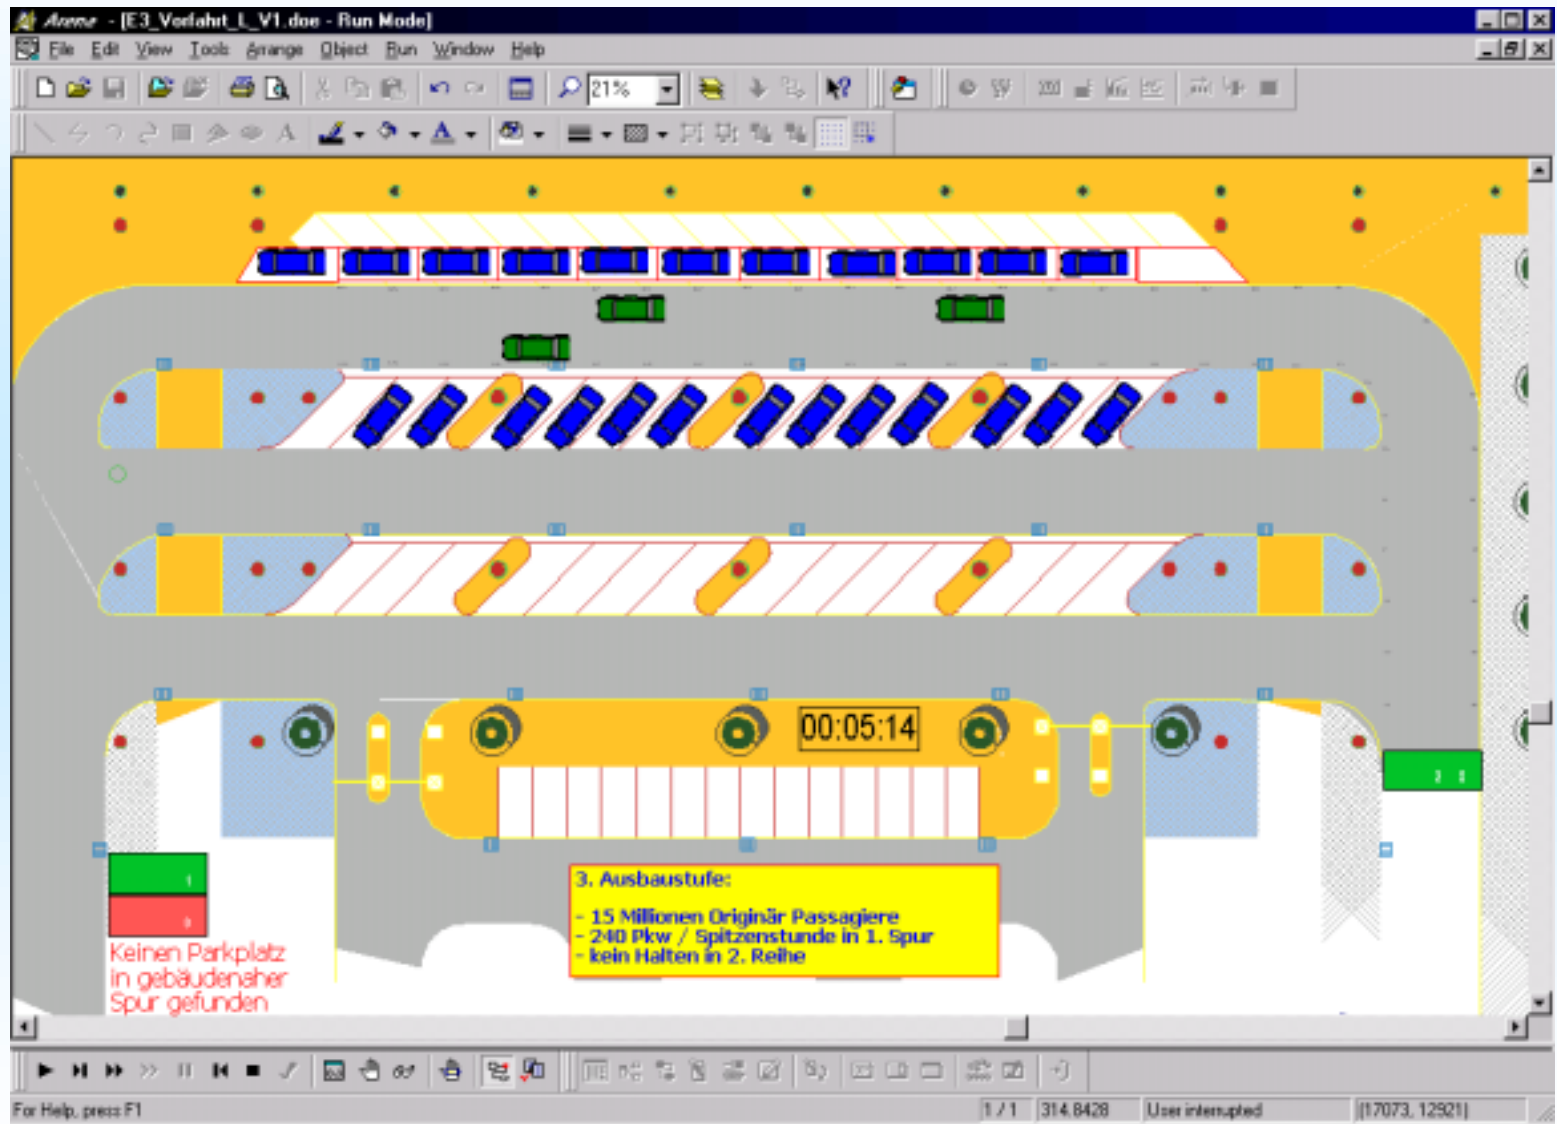 Arena - [E3_Vorfahrt_L_V1.doe - Run Mode]
File Edit View Tools Arrange Object Run Window Help
21%
00:05:14
1
0
3. Ausbaustufe:
- 15 Millionen Originär Passagiere
- 240 Pkw / Spitzenstunde in 1. Spur
- kein Halten in 2. Reihe
Keinen Parkplatz
in gebäudenaher
Spur gefunden
For Help, press F1 1 / 1 314.8428 User interrupted (17073, 12921)